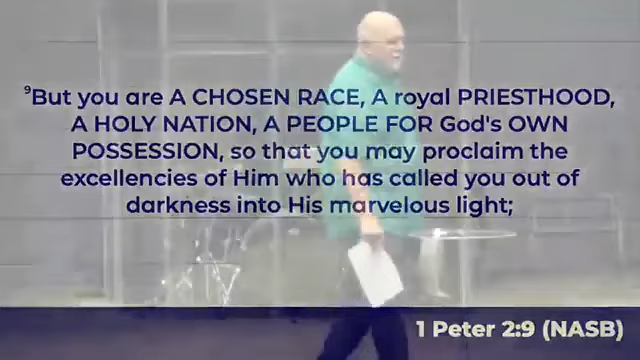 ⁹But you are A CHOSEN RACE, A royal PRIESTHOOD,
A HOLY NATION, A PEOPLE FOR God's OWN
POSSESSION, so that you may proclaim the
excellencies of Him who has called you out of
darkness into His marvelous light;
1 Peter 2:9 (NASB)